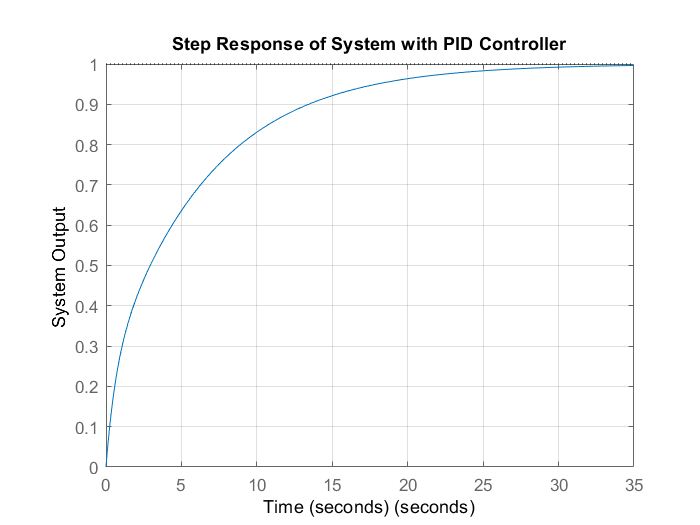 Step Response of System with PID Controller
1
0.9
0.8
0.7
0.6
0.5
0.4
0.3
0.2
0.1
0
System Output
0 5 10 15 20 25 30 35
Time (seconds) (seconds)